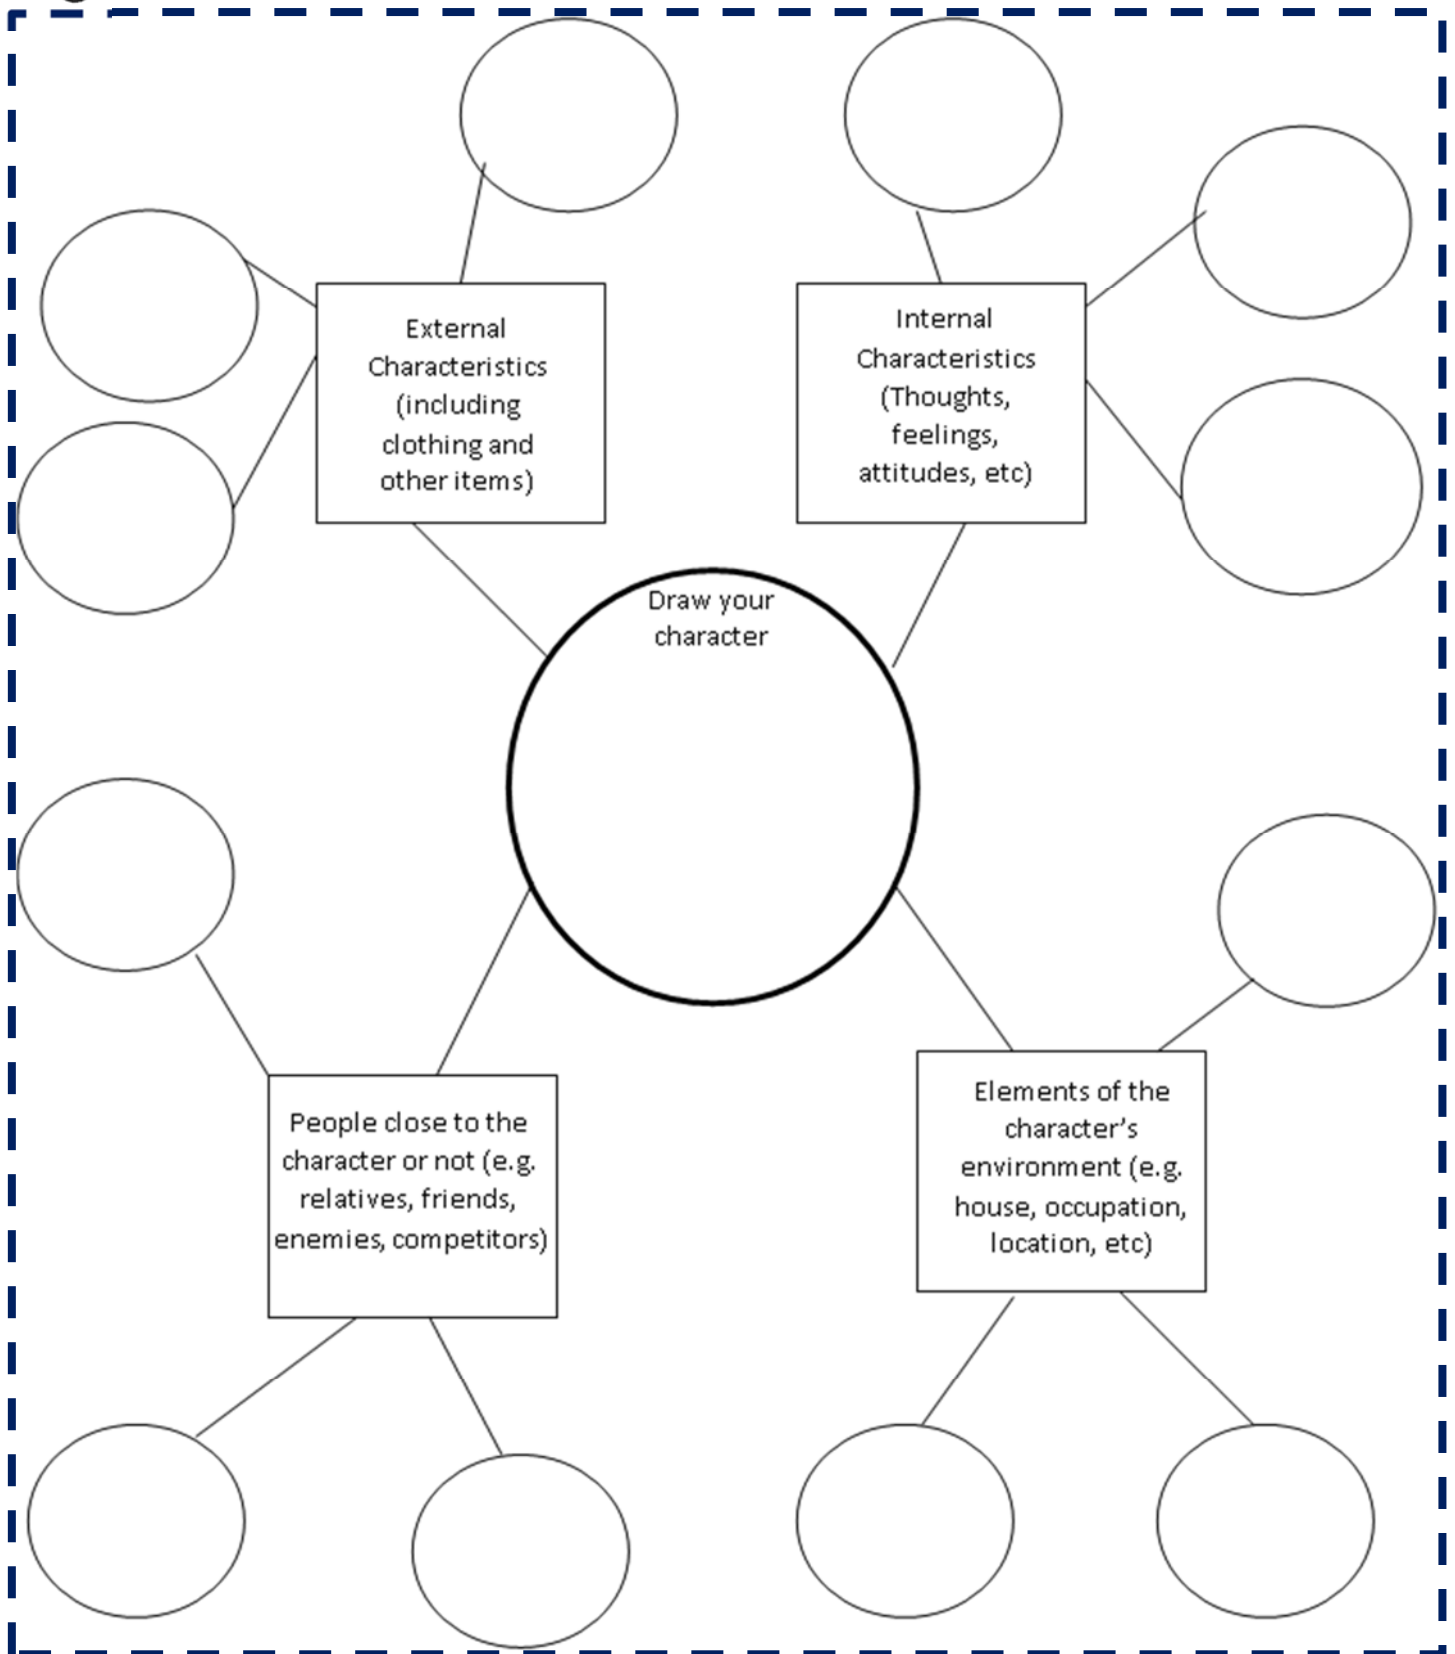 External
Characteristics
(including
clothing and
other items)
Internal
Characteristics
(Thoughts,
feelings,
attitudes, etc)
Draw your
character
People close to the
character or not (e.g.
relatives, friends,
enemies, competitors)
Elements of the
character’s
environment (e.g.
house, occupation,
location, etc)